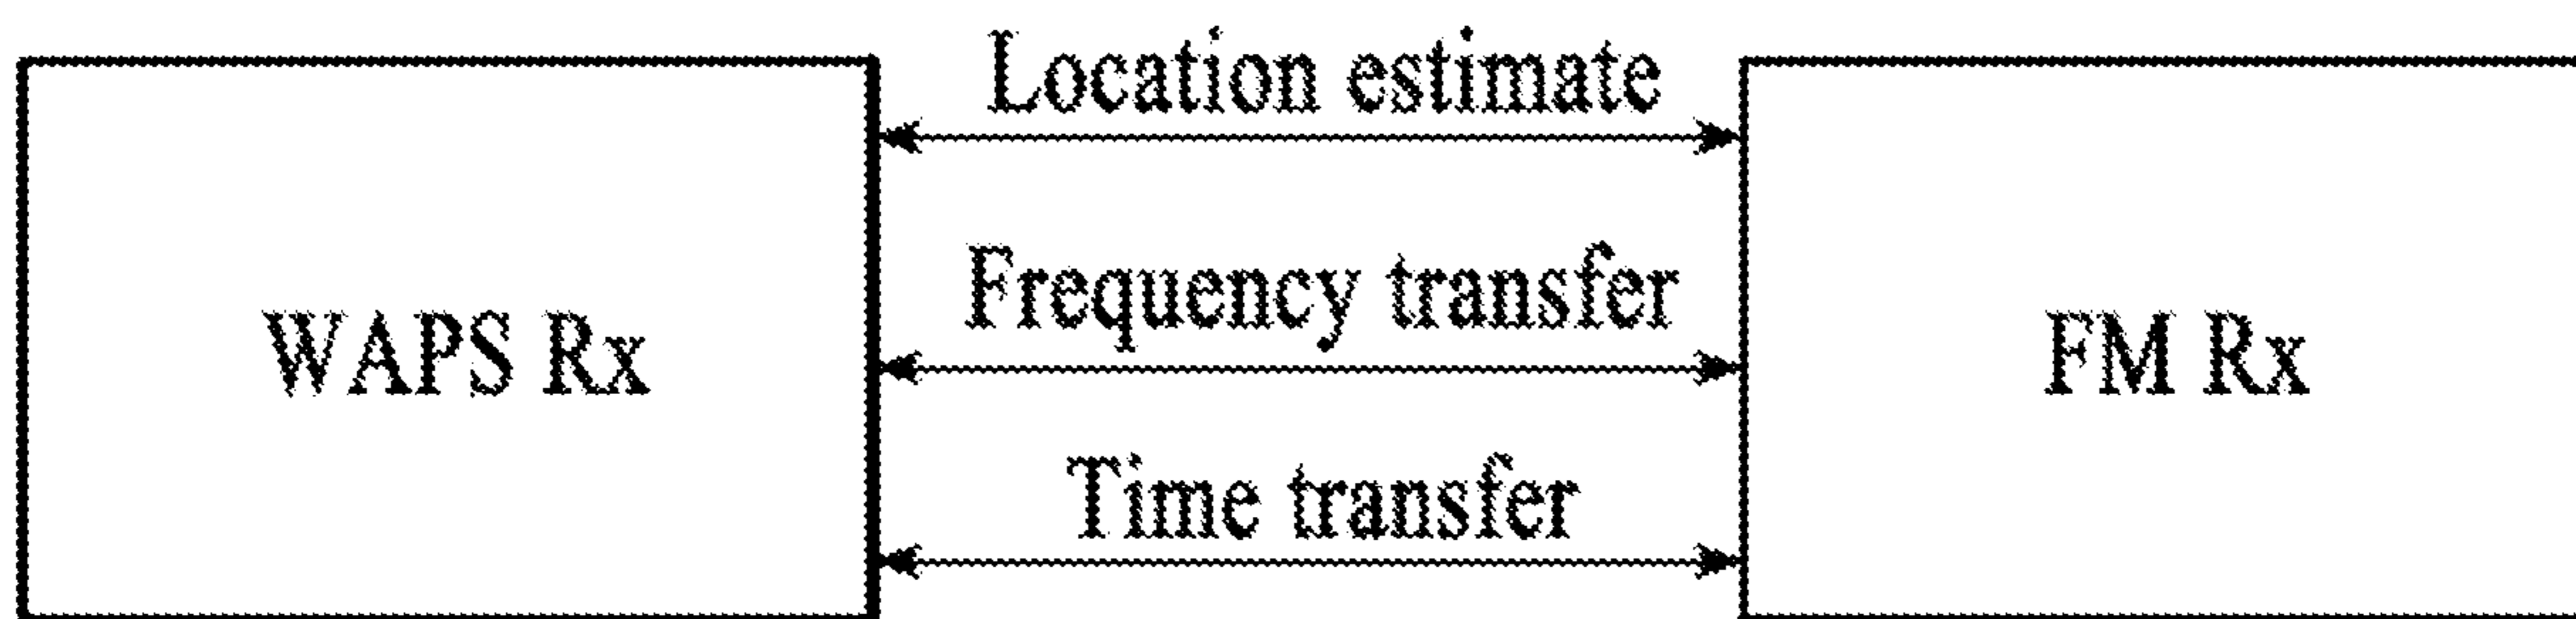 Location estimate
Frequency transfer
WAPS Rx
FM Rx
Time transfer